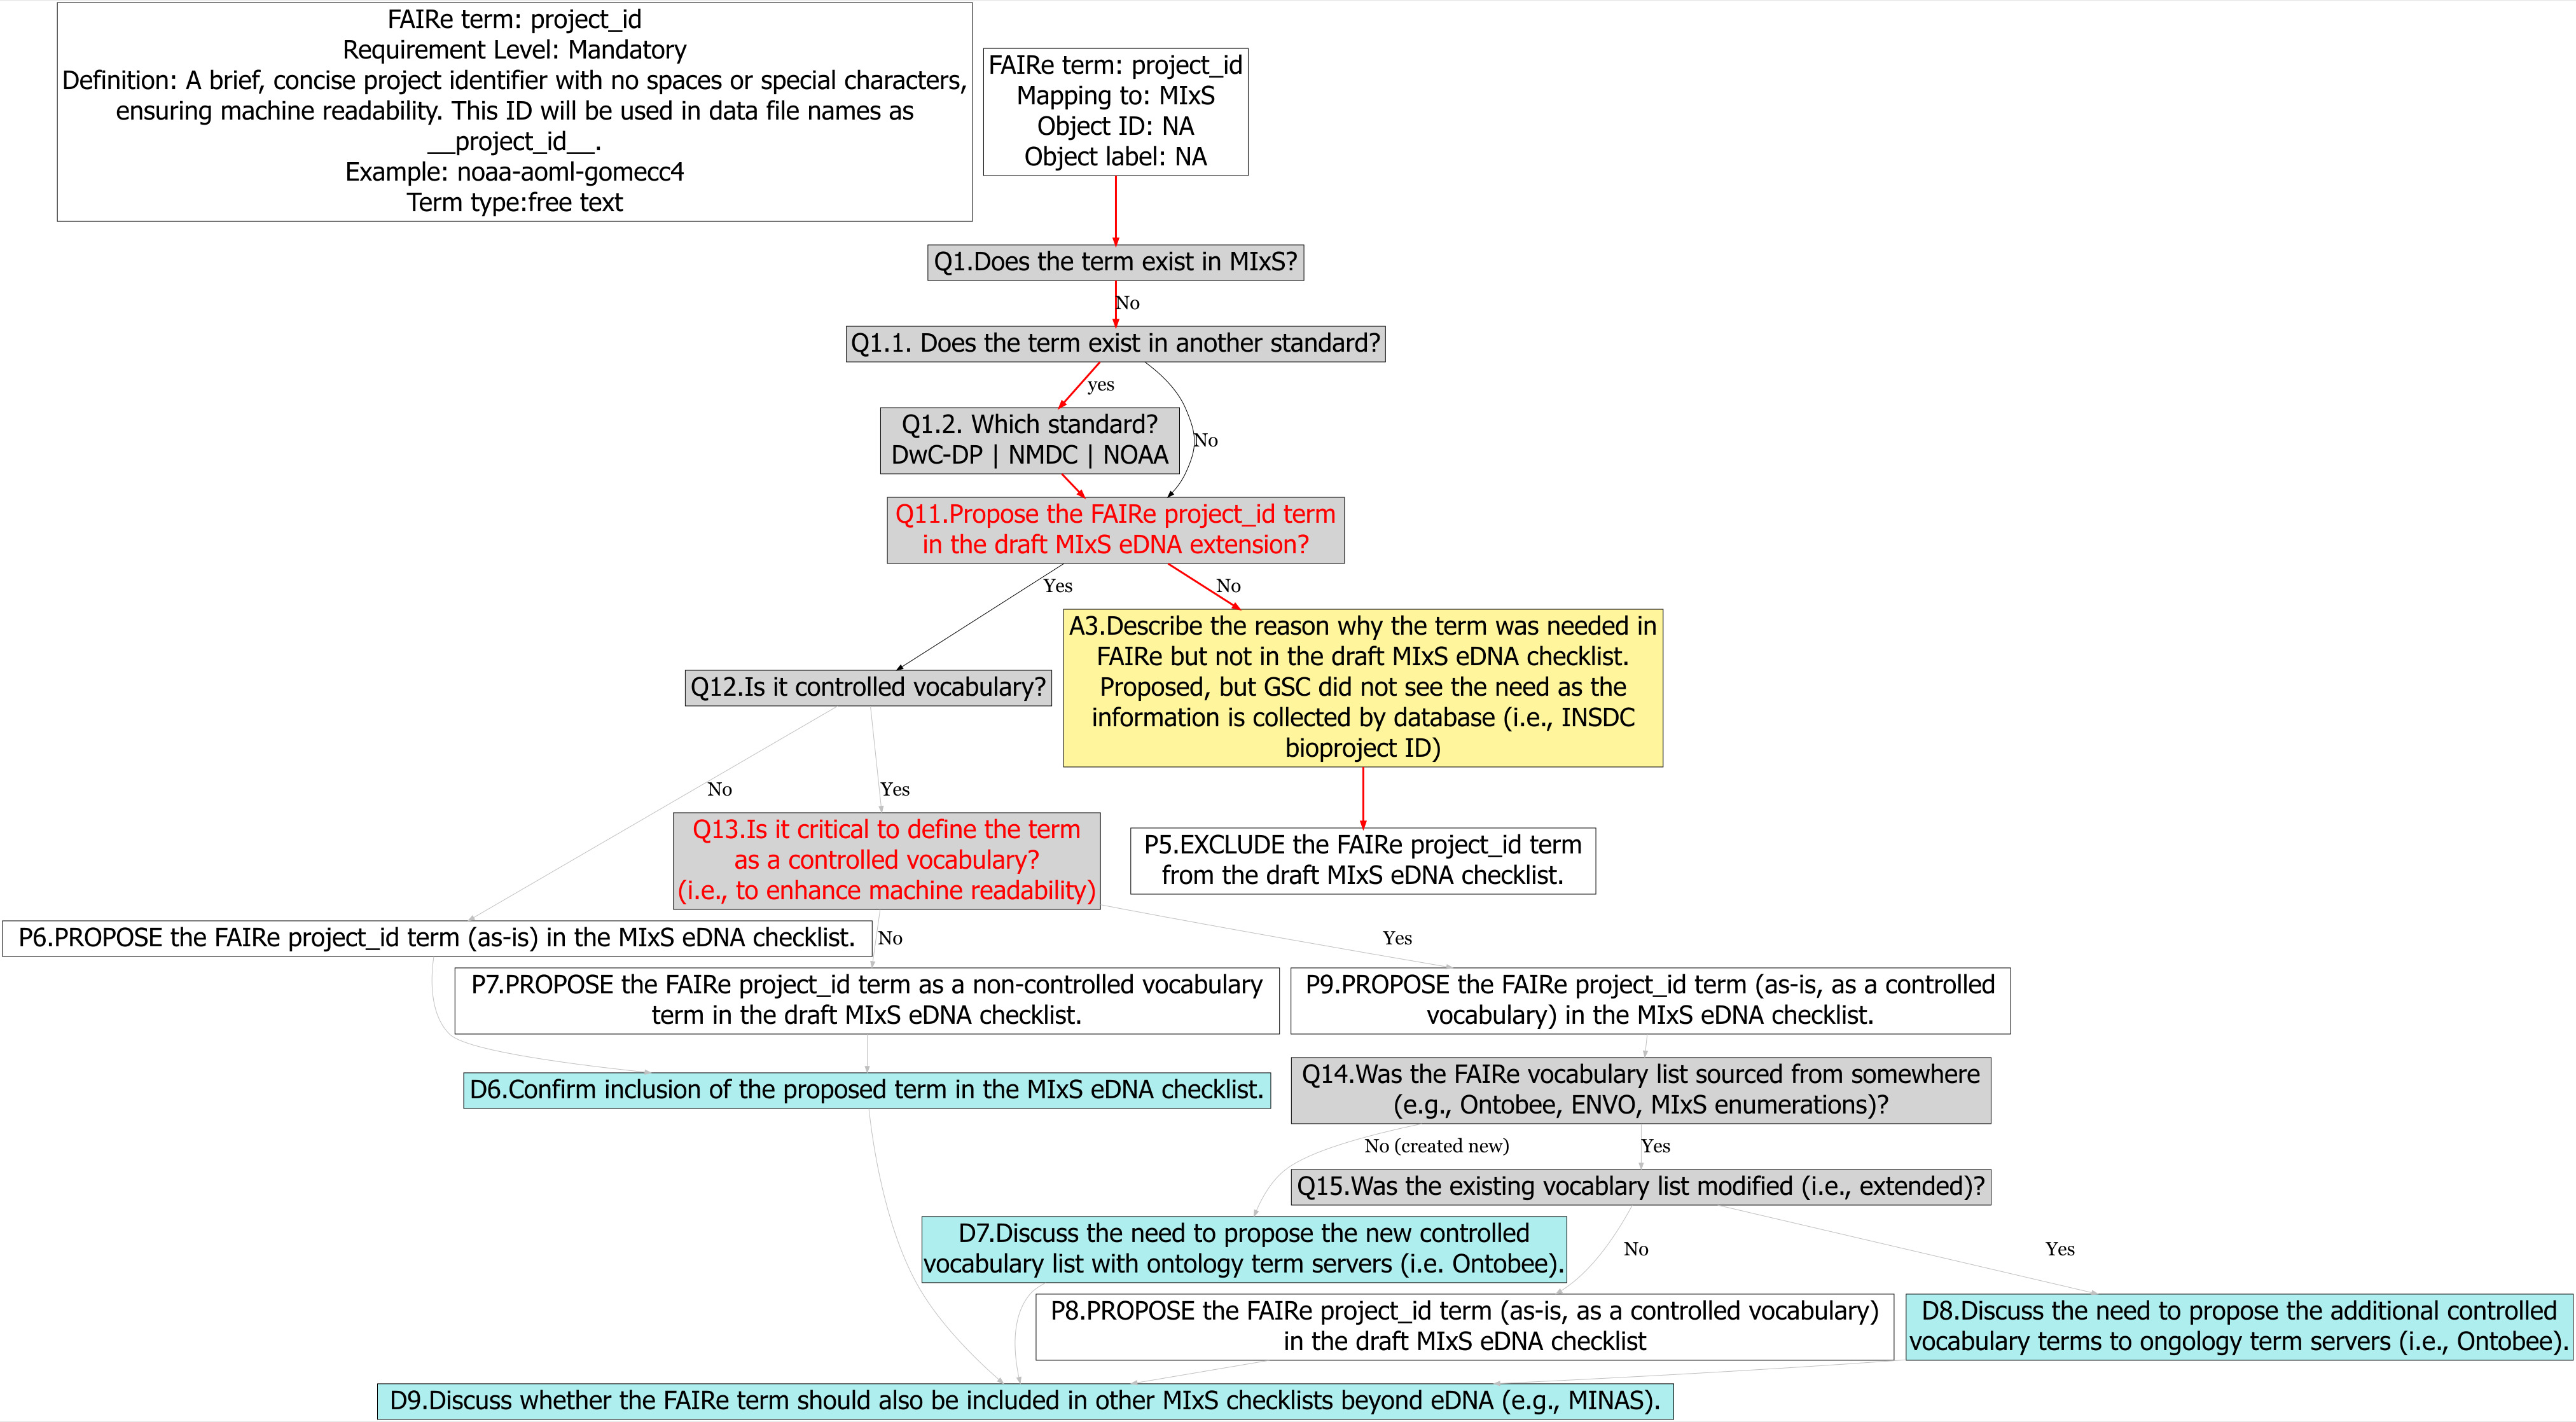 FAIRe term: project_id
Requirement Level: Mandatory
Definition: A brief, concise project identifier with no spaces or special characters,
ensuring machine readability. This ID will be used in data file names as
__project_id__.
Example: noaa-aoml-gomecc4
Term type:free text
FAIRe term: project_id
Mapping to: MIxS
Object ID: NA
Object label: NA
Q1.Does the term exist in MIxS?
No
Q1.1. Does the term exist in another standard?
yes
Q1.2. Which standard?
DwC-DP | NMDC | NOAA
No
Q11.Propose the FAIRe project_id term
in the draft MIxS eDNA extension?
Yes
No
A3.Describe the reason why the term was needed in
FAIRe but not in the draft MIxS eDNA checklist.
Proposed, but GSC did not see the need as the
information is collected by database (i.e., INSDC
bioproject ID)
Q12.Is it controlled vocabulary?
No
Yes
Q13.Is it critical to define the term
as a controlled vocabulary?
(i.e., to enhance machine readability)
P5.EXCLUDE the FAIRe project_id term
from the draft MIxS eDNA checklist.
P6.PROPOSE the FAIRe project_id term (as-is) in the MIxS eDNA checklist.
No
Yes
P7.PROPOSE the FAIRe project_id term as a non-controlled vocabulary
term in the draft MIxS eDNA checklist.
P9.PROPOSE the FAIRe project_id term (as-is, as a controlled
vocabulary) in the MIxS eDNA checklist.
D6.Confirm inclusion of the proposed term in the MIxS eDNA checklist.
Q14.Was the FAIRe vocabulary list sourced from somewhere
(e.g., Ontobee, ENVO, MIxS enumerations)?
No (created new)
Yes
Q15.Was the existing vocablary list modified (i.e., extended)?
D7.Discuss the need to propose the new controlled
vocabulary list with ontology term servers (i.e. Ontobee).
No
Yes
P8.PROPOSE the FAIRe project_id term (as-is, as a controlled vocabulary)
in the draft MIxS eDNA checklist
D8.Discuss the need to propose the additional controlled
vocabulary terms to ongology term servers (i.e., Ontobee).
D9.Discuss whether the FAIRe term should also be included in other MIxS checklists beyond eDNA (e.g., MINAS).